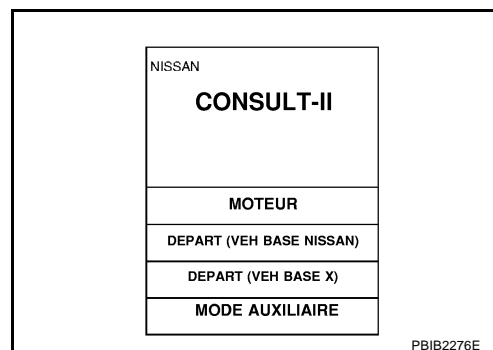 NISSAN
CONSULT-II
MOTEUR
DEPART (VEH BASE NISSAN)
DEPART (VEH BASE X)
MODE AUXILIAIRE
PBIB2276E